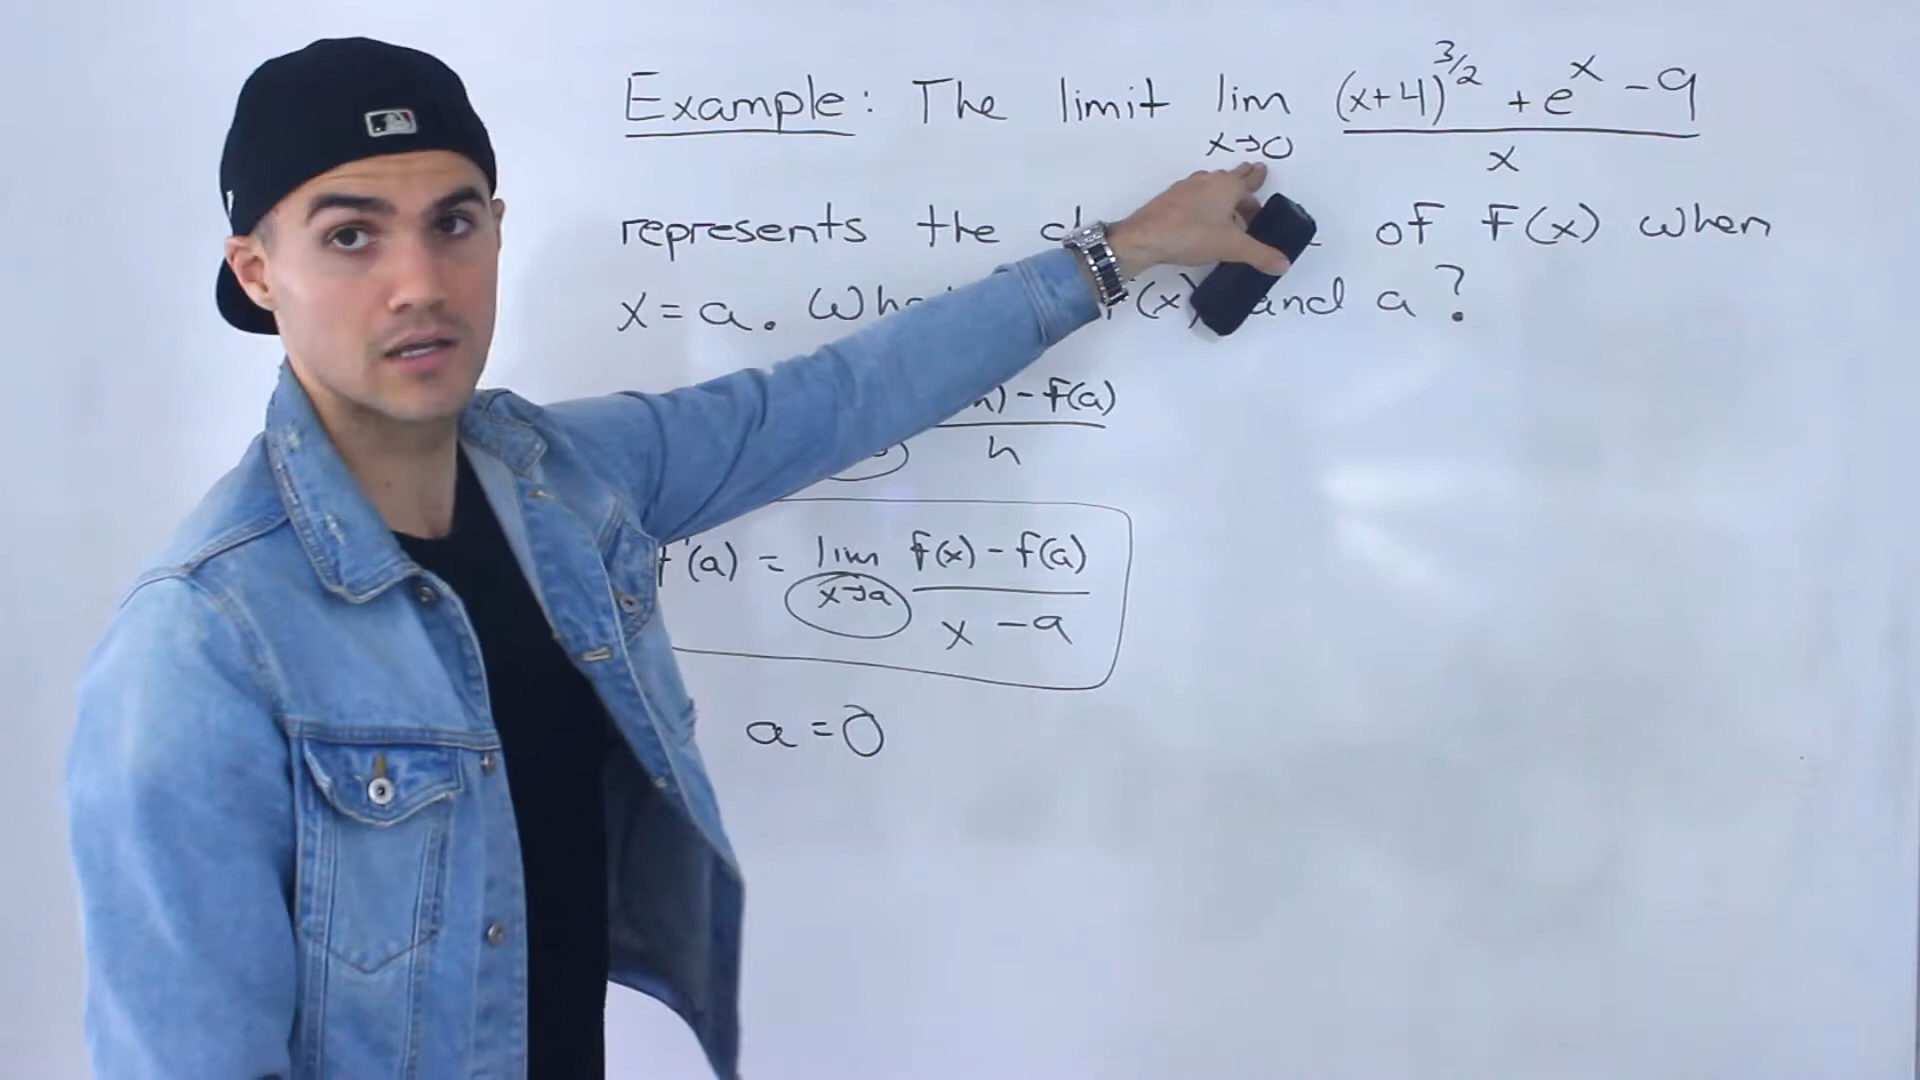 Example: The limit lim x→0 (x+4)^3/2 + e^x - 9 / x
represents the of F(x) when
x = a. (x) and a?
) - F(a) / h
'(a) = lim x→a f(x) - f(a) / x - a
a = 0